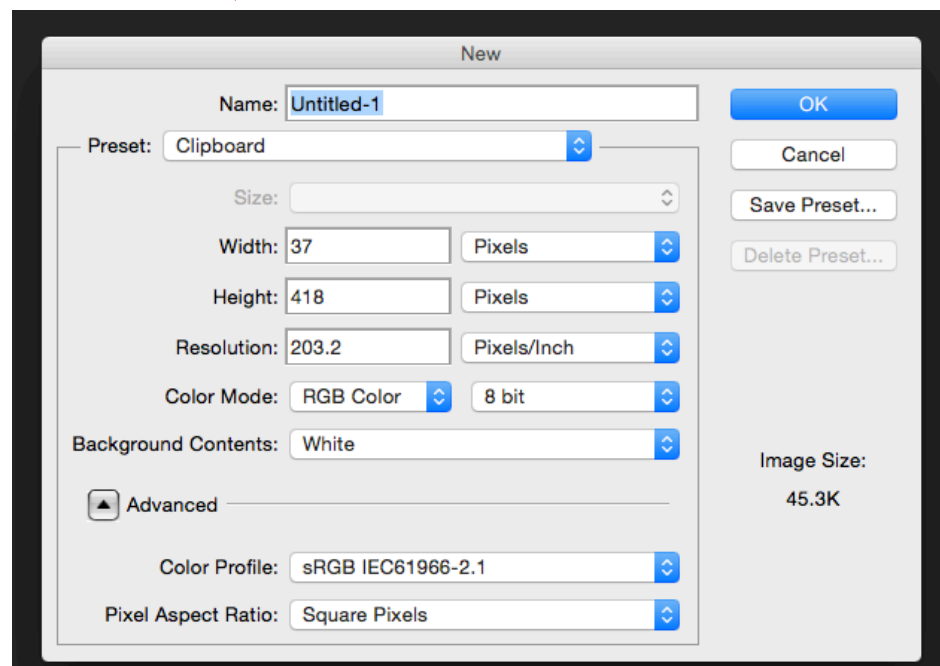 New
Name: Untitled-1
OK
Preset: Clipboard
Cancel
Size:
Save Preset...
Width: 37 Pixels
Delete Preset...
Height: 418 Pixels
Resolution: 203.2 Pixels/Inch
Color Mode: RGB Color 8 bit
Background Contents: White
Image Size:
45.3K
Advanced
Color Profile: sRGB IEC61966-2.1
Pixel Aspect Ratio: Square Pixels